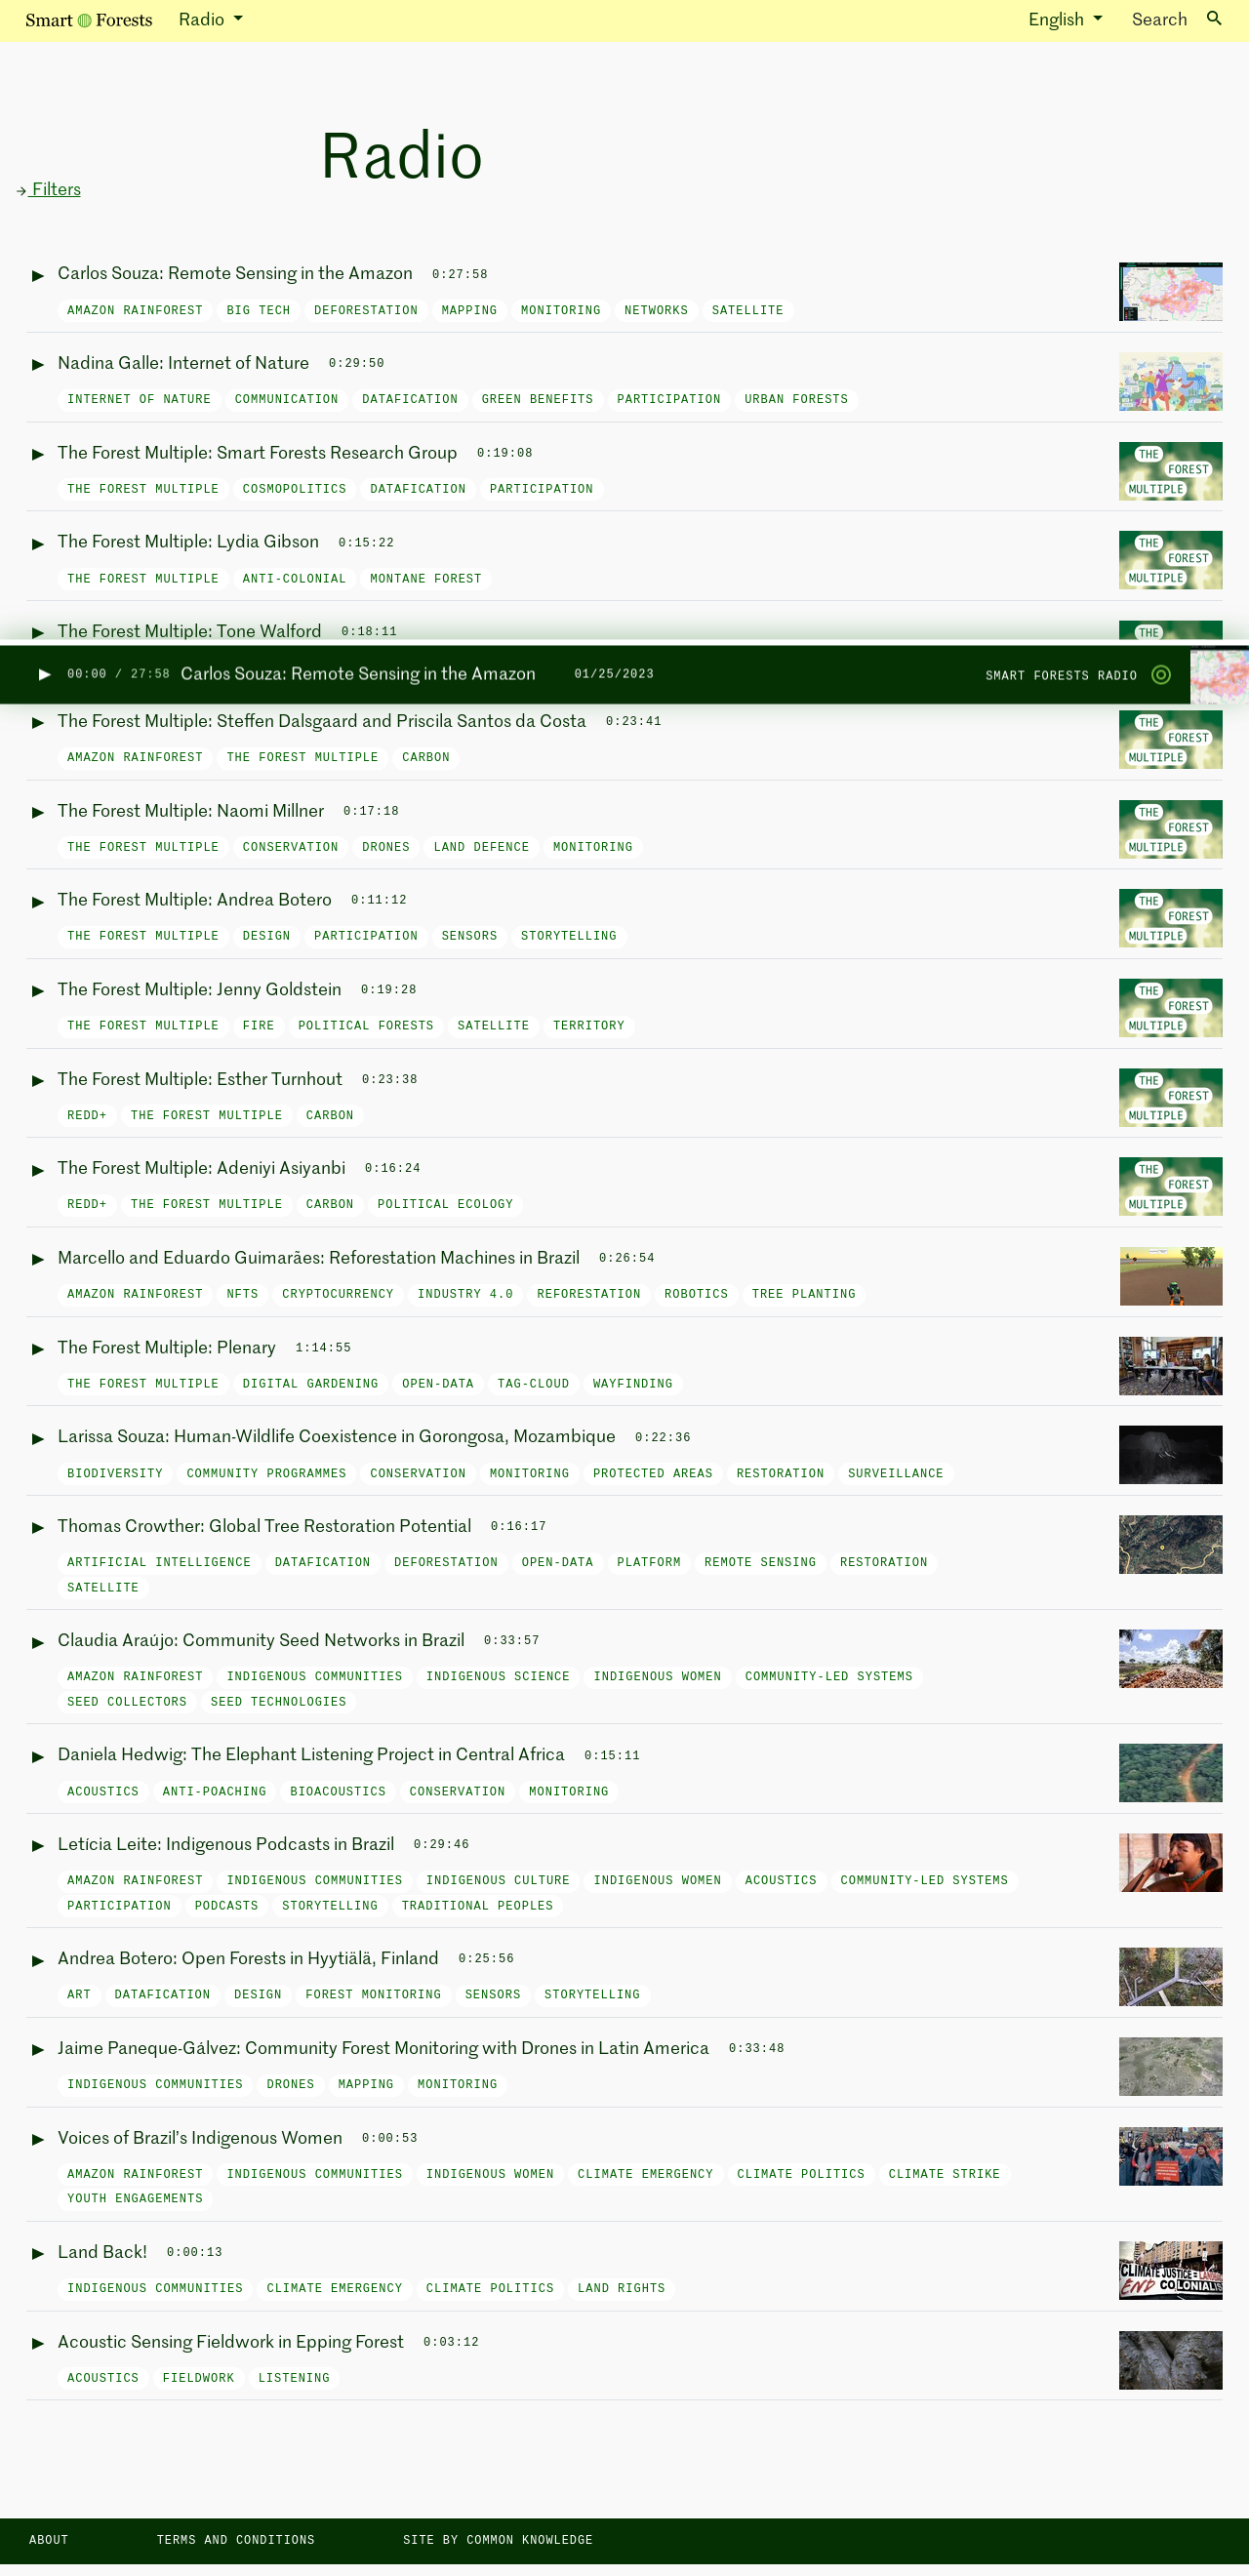 Smart Forests Radio English Search
Radio
→ Filters
Carlos Souza: Remote Sensing in the Amazon 0:27:58
AMAZON RAINFOREST BIG TECH DEFORESTATION MAPPING MONITORING NETWORKS SATELLITE
Nadina Galle: Internet of Nature 0:29:50
INTERNET OF NATURE COMMUNICATION DATAFICATION GREEN BENEFITS PARTICIPATION URBAN FORESTS
The Forest Multiple: Smart Forests Research Group 0:19:08
THE
FOREST
MULTIPLE
THE FOREST MULTIPLE COSMOPOLITICS DATAFICATION PARTICIPATION
The Forest Multiple: Lydia Gibson 0:15:22
THE
FOREST
MULTIPLE
THE FOREST MULTIPLE ANTI-COLONIAL MONTANE FOREST
The Forest Multiple: Tone Walford 0:18:11
THE
00:00 / 27:58 Carlos Souza: Remote Sensing in the Amazon 01/25/2023 SMART FORESTS RADIO
The Forest Multiple: Steffen Dalsgaard and Priscila Santos da Costa 0:23:41
THE
FOREST
MULTIPLE
AMAZON RAINFOREST THE FOREST MULTIPLE CARBON
The Forest Multiple: Naomi Millner 0:17:18
THE
FOREST
MULTIPLE
THE FOREST MULTIPLE CONSERVATION DRONES LAND DEFENCE MONITORING
The Forest Multiple: Andrea Botero 0:11:12
THE
FOREST
MULTIPLE
THE FOREST MULTIPLE DESIGN PARTICIPATION SENSORS STORYTELLING
The Forest Multiple: Jenny Goldstein 0:19:28
THE
FOREST
MULTIPLE
THE FOREST MULTIPLE FIRE POLITICAL FORESTS SATELLITE TERRITORY
The Forest Multiple: Esther Turnhout 0:23:38
THE
FOREST
MULTIPLE
REDD+ THE FOREST MULTIPLE CARBON
The Forest Multiple: Adeniyi Asiyanbi 0:16:24
THE
FOREST
MULTIPLE
REDD+ THE FOREST MULTIPLE CARBON POLITICAL ECOLOGY
Marcello and Eduardo Guimarães: Reforestation Machines in Brazil 0:26:54
AMAZON RAINFOREST NFTS CRYPTOCURRENCY INDUSTRY 4.0 REFORESTATION ROBOTICS TREE PLANTING
The Forest Multiple: Plenary 1:14:55
THE FOREST MULTIPLE DIGITAL GARDENING OPEN-DATA TAG-CLOUD WAYFINDING
Larissa Souza: Human-Wildlife Coexistence in Gorongosa, Mozambique 0:22:36
BIODIVERSITY COMMUNITY PROGRAMMES CONSERVATION MONITORING PROTECTED AREAS RESTORATION SURVEILLANCE
Thomas Crowther: Global Tree Restoration Potential 0:16:17
ARTIFICIAL INTELLIGENCE DATAFICATION DEFORESTATION OPEN-DATA PLATFORM REMOTE SENSING RESTORATION
SATELLITE
Claudia Araújo: Community Seed Networks in Brazil 0:33:57
AMAZON RAINFOREST INDIGENOUS COMMUNITIES INDIGENOUS SCIENCE INDIGENOUS WOMEN COMMUNITY-LED SYSTEMS
SEED COLLECTORS SEED TECHNOLOGIES
Daniela Hedwig: The Elephant Listening Project in Central Africa 0:15:11
ACOUSTICS ANTI-POACHING BIOACOUSTICS CONSERVATION MONITORING
Letícia Leite: Indigenous Podcasts in Brazil 0:29:46
AMAZON RAINFOREST INDIGENOUS COMMUNITIES INDIGENOUS CULTURE INDIGENOUS WOMEN ACOUSTICS COMMUNITY-LED SYSTEMS
PARTICIPATION PODCASTS STORYTELLING TRADITIONAL PEOPLES
Andrea Botero: Open Forests in Hyytiälä, Finland 0:25:56
ART DATAFICATION DESIGN FOREST MONITORING SENSORS STORYTELLING
Jaime Paneque-Gálvez: Community Forest Monitoring with Drones in Latin America 0:33:48
INDIGENOUS COMMUNITIES DRONES MAPPING MONITORING
Voices of Brazil's Indigenous Women 0:00:53
AMAZON RAINFOREST INDIGENOUS COMMUNITIES INDIGENOUS WOMEN CLIMATE EMERGENCY CLIMATE POLITICS CLIMATE STRIKE
YOUTH ENGAGEMENTS
Land Back! 0:00:13
CLIMATE JUSTICE =
END COLONIALIS
INDIGENOUS COMMUNITIES CLIMATE EMERGENCY CLIMATE POLITICS LAND RIGHTS
Acoustic Sensing Fieldwork in Epping Forest 0:03:12
ACOUSTICS FIELDWORK LISTENING
ABOUT TERMS AND CONDITIONS SITE BY COMMON KNOWLEDGE